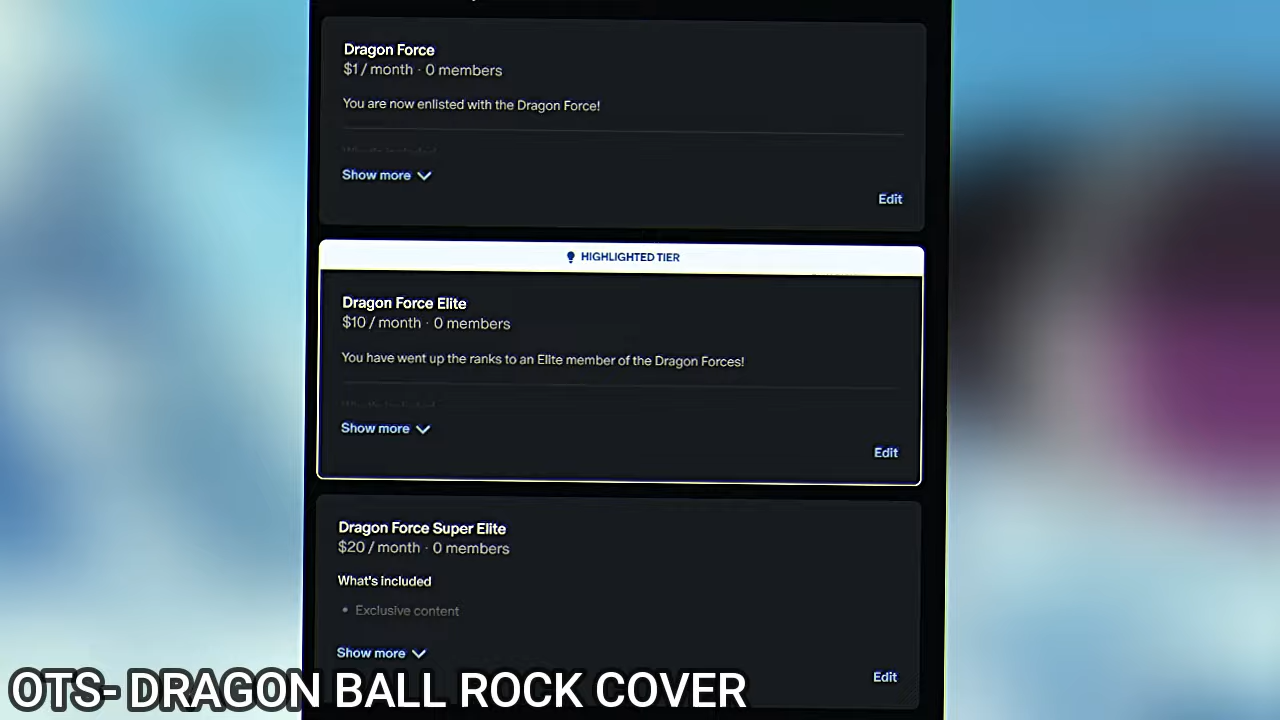 Dragon Force
$1 / month · 0 members
You are now enlisted with the Dragon Force!
Show more
Edit
HIGHLIGHTED TIER
Dragon Force Elite
$10 / month · 0 members
You have went up the ranks to an Elite member of the Dragon Forces!
What's included
Show more
Edit
Dragon Force Super Elite
$20 / month · 0 members
What's included
• Exclusive content
Show more
Edit
OTS- DRAGON BALL ROCK COVER